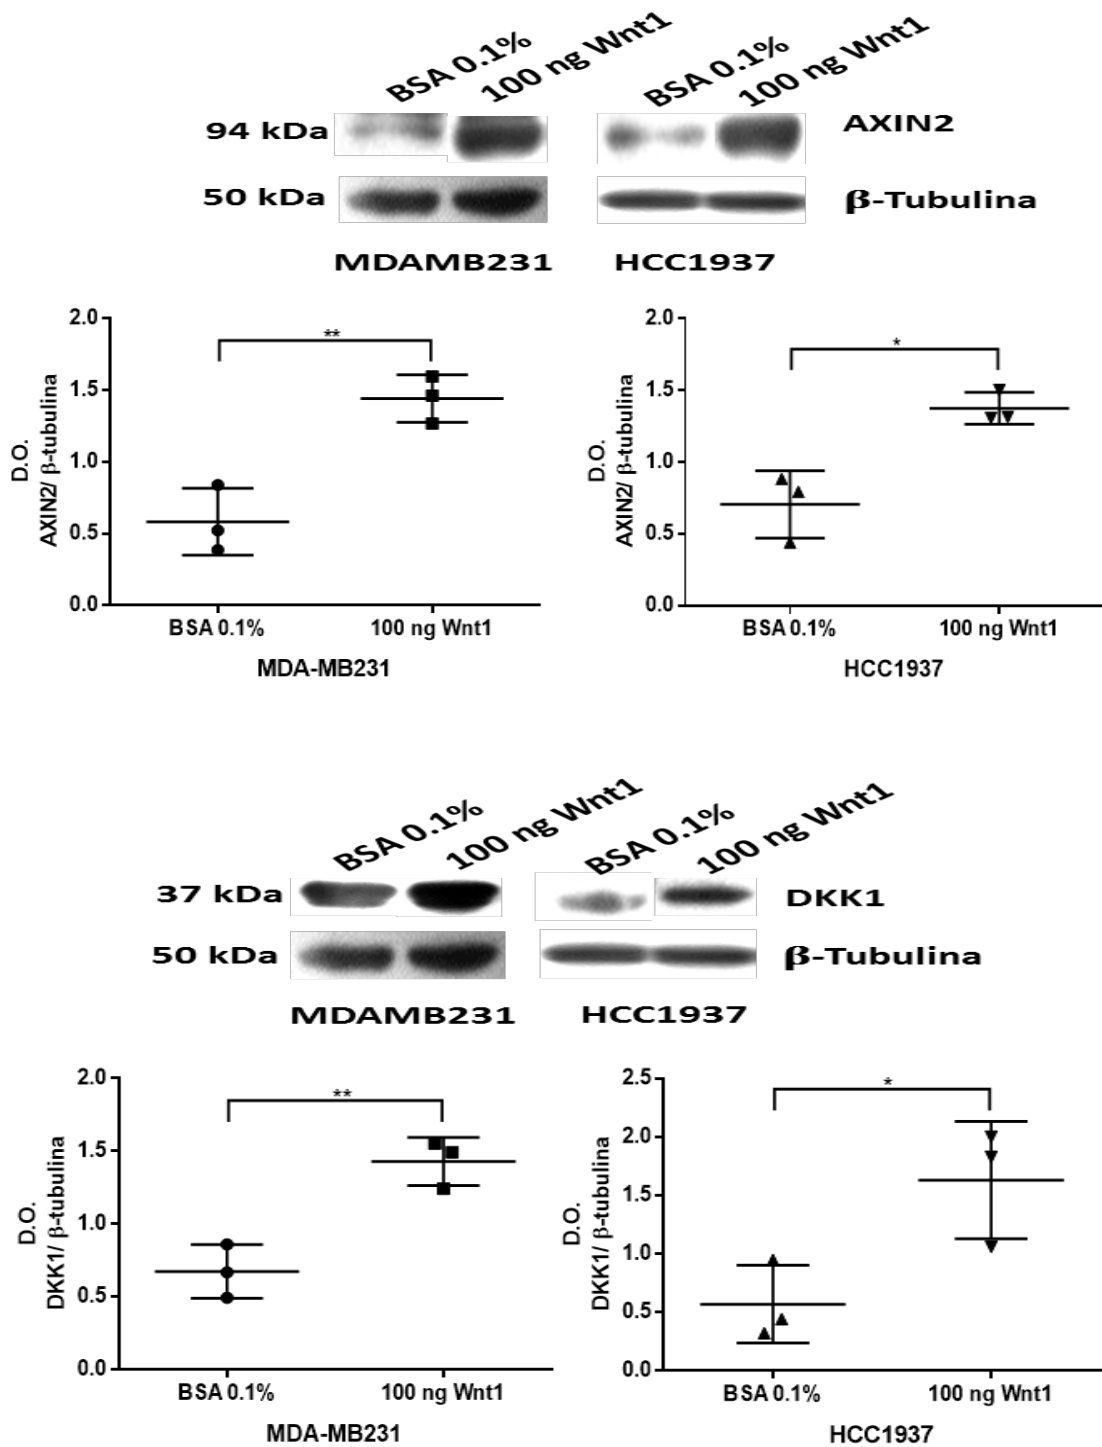 BSA 0.1% 100 ng Wnt1 BSA 0.1% 100 ng Wnt1
94 kDa AXIN2
50 kDa β-Tubulina
MDAMB231 HCC1937
D.O.
AXIN2/ β-tubulina
2.0
1.5
1.0
0.5
0.0
**
BSA 0.1% 100 ng Wnt1
MDA-MB231
D.O.
AXIN2/ β-tubulina
2.0
1.5
1.0
0.5
0.0
*
BSA 0.1% 100 ng Wnt1
HCC1937
BSA 0.1% 100 ng Wnt1 BSA 0.1% 100 ng Wnt1
37 kDa DKK1
50 kDa β-Tubulina
MDAMB231 HCC1937
D.O.
DKK1/ β-tubulina
2.0
1.5
1.0
0.5
0.0
**
BSA 0.1% 100 ng Wnt1
MDA-MB231
D.O.
DKK1/ β-tubulina
2.5
2.0
1.5
1.0
0.5
0.0
*
BSA 0.1% 100 ng Wnt1
HCC1937